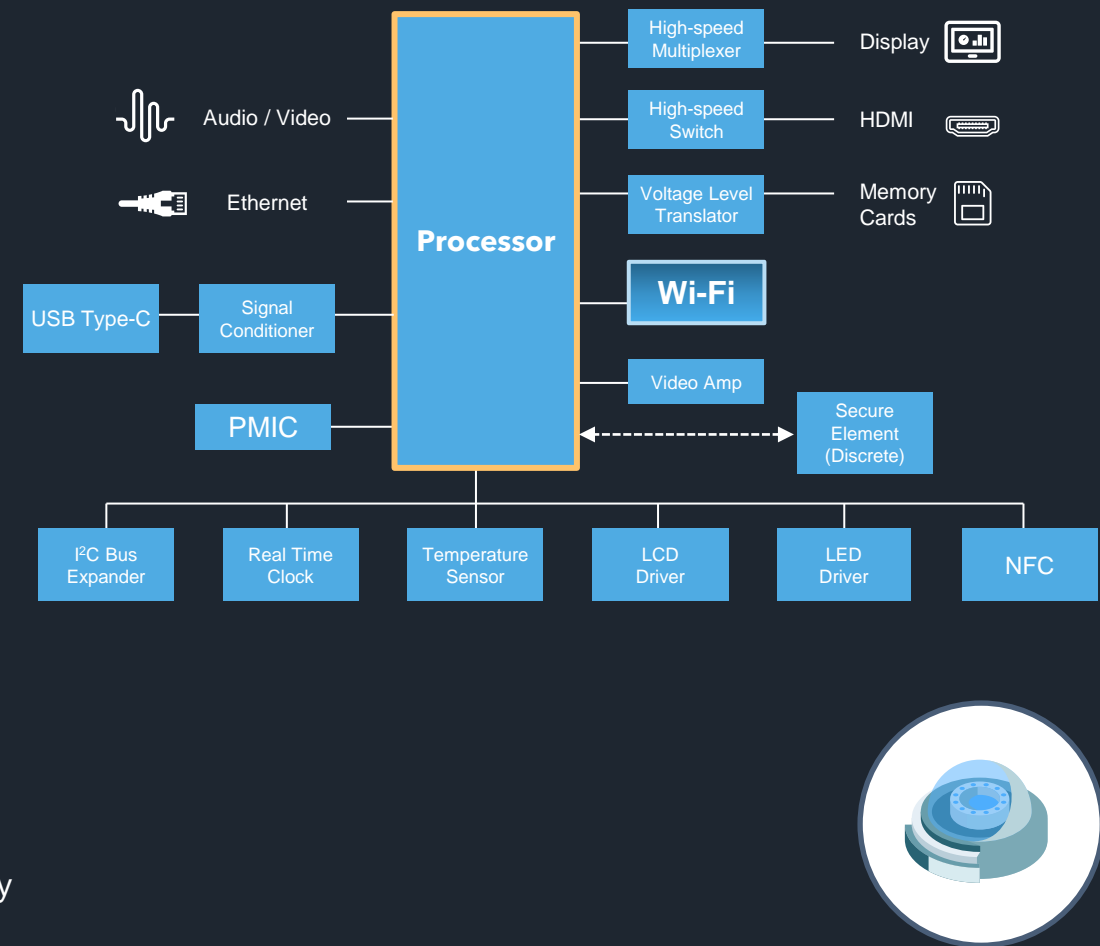 High-speed
Multiplexer
Display
Audio / Video
High-speed
Switch
HDMI
Ethernet
Voltage Level
Translator
Memory
Cards
Processor
Wi-Fi
USB Type-C
Signal
Conditioner
Video Amp
PMIC
Secure
Element
(Discrete)
I²C Bus
Expander
Real Time
Clock
Temperature
Sensor
LCD
Driver
LED
Driver
NFC
y